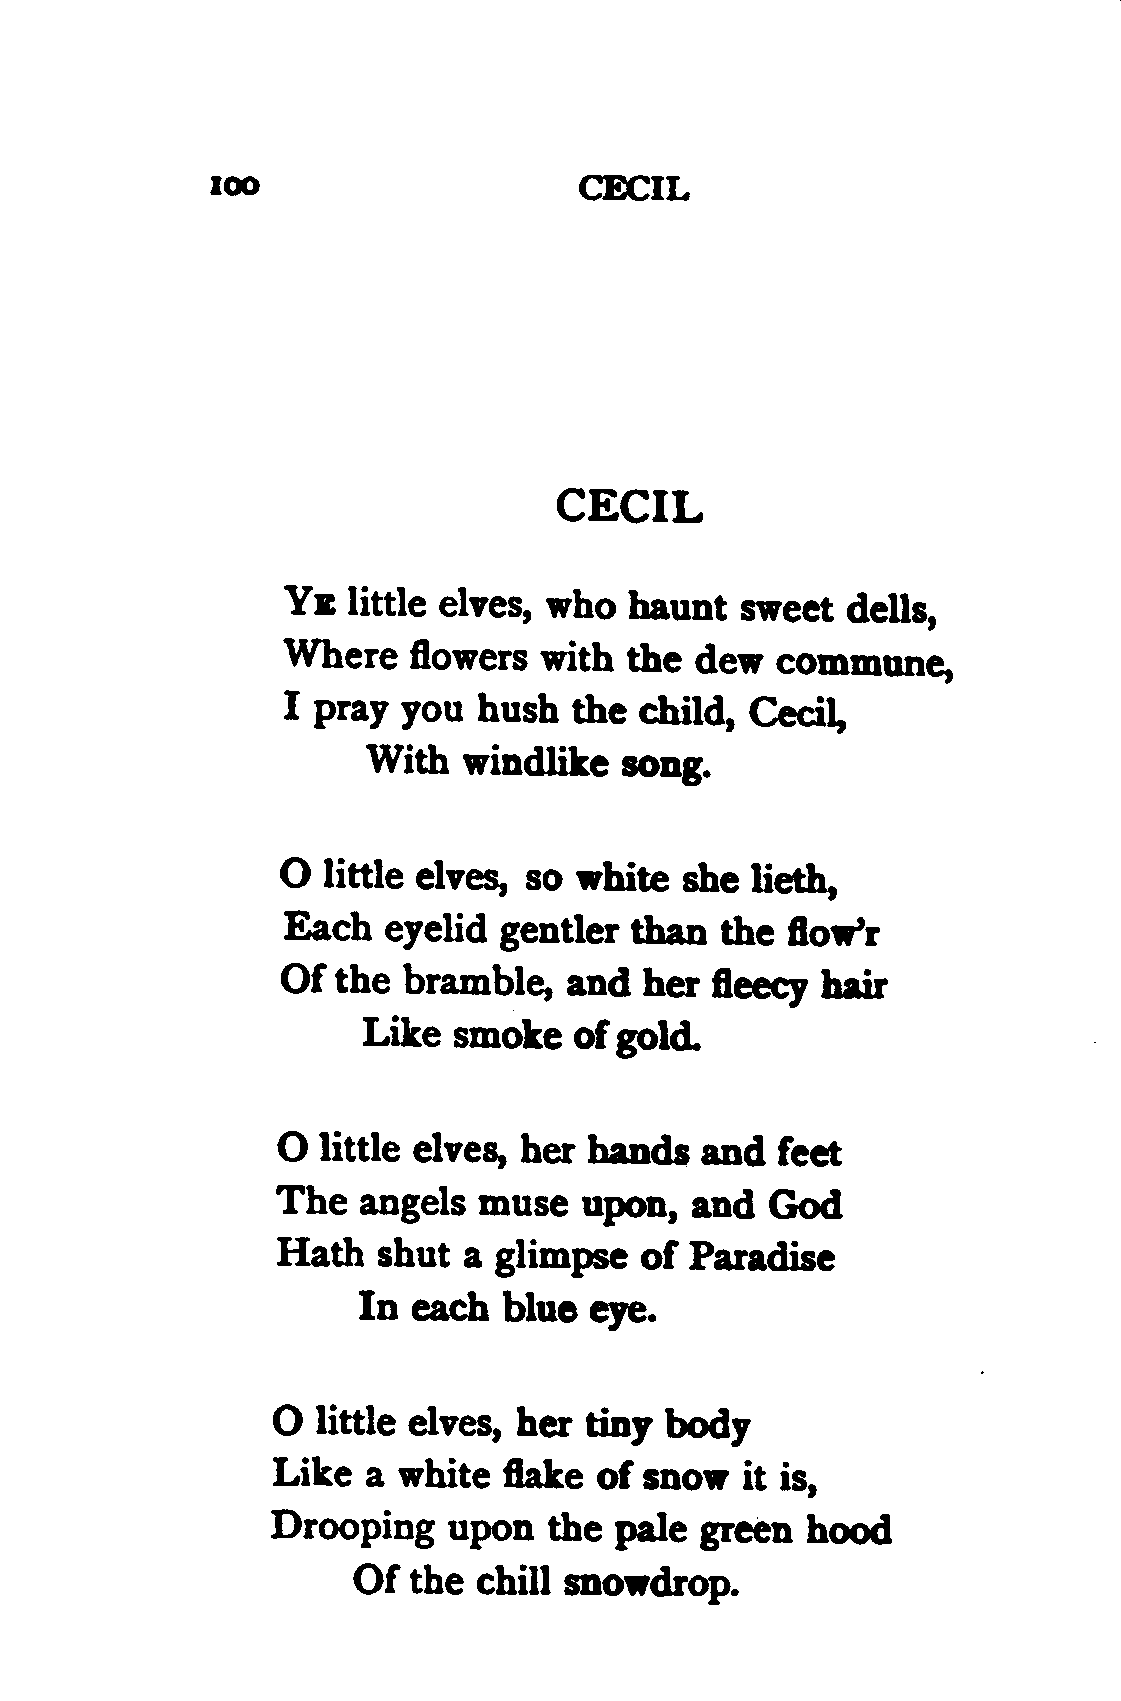 100 CECIL
CECIL
YE little elves, who haunt sweet dells,
Where flowers with the dew commune,
I pray you hush the child, Cecil,
With windlike song.
O little elves, so white she lieth,
Each eyelid gentler than the flow'r
Of the bramble, and her fleecy hair
Like smoke of gold.
O little elves, her hands and feet
The angels muse upon, and God
Hath shut a glimpse of Paradise
In each blue eye.
O little elves, her tiny body
Like a white flake of snow it is,
Drooping upon the pale green hood
Of the chill snowdrop.